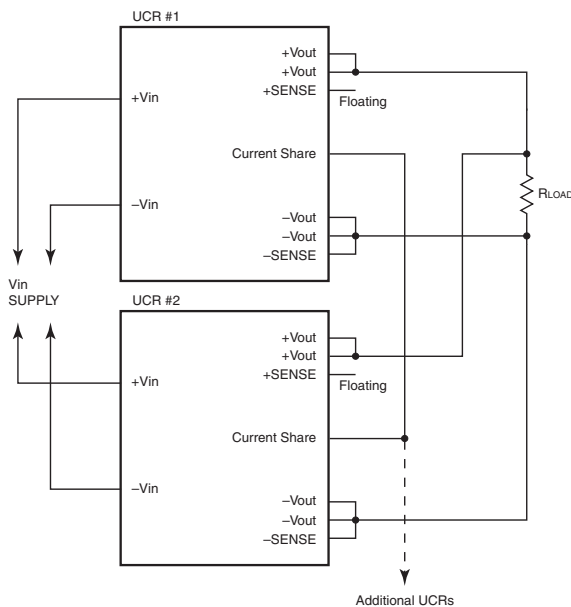 UCR #1
+Vout
+Vout
+SENSE
Floating
+Vin
Current Share
–Vin
RLOAD
–Vout
–Vout
–SENSE
Vin
SUPPLY
UCR #2
+Vout
+Vout
+SENSE
Floating
+Vin
Current Share
–Vin
–Vout
–Vout
–SENSE
Additional UCRs